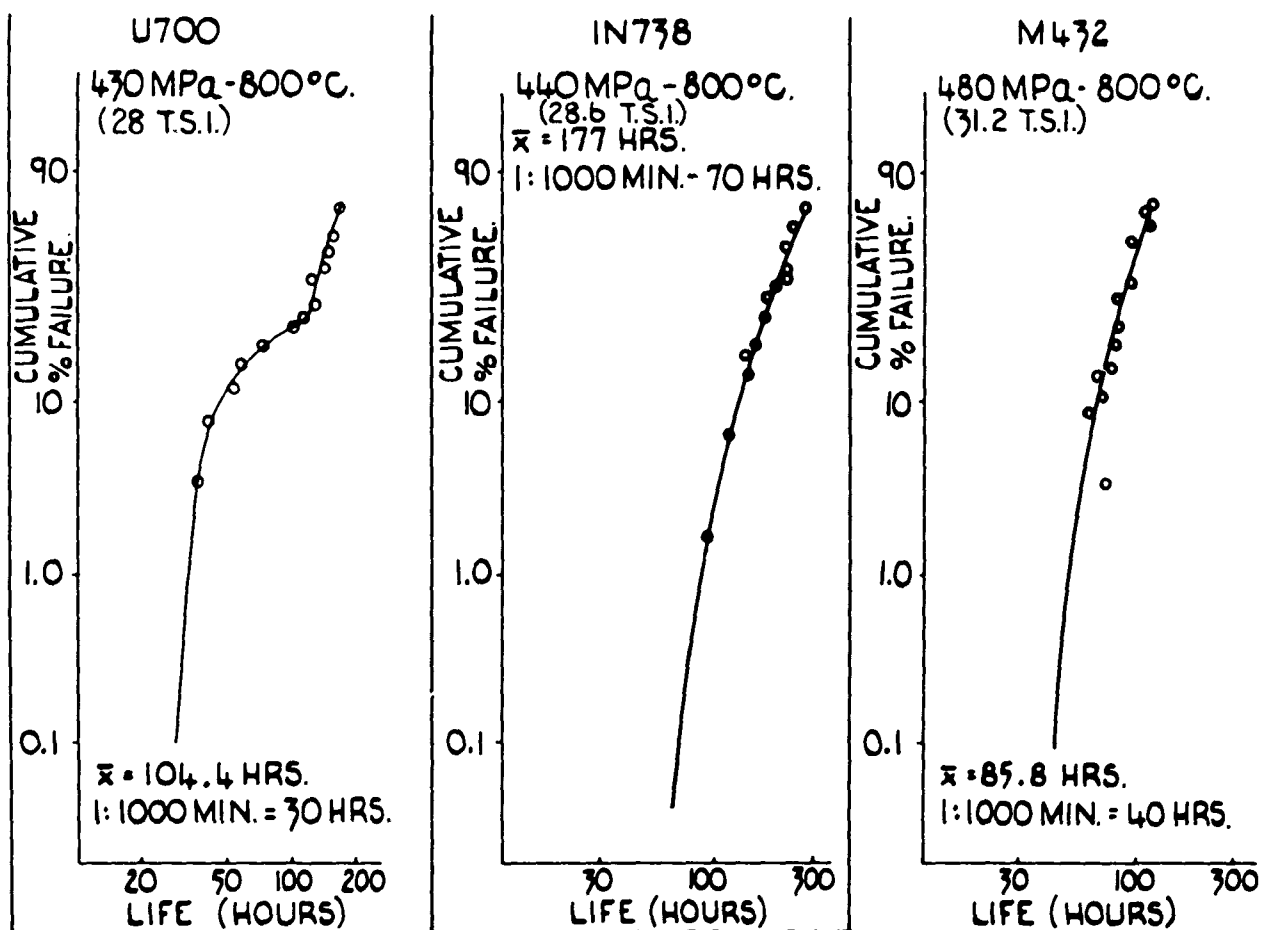 U700
430 MPa - 800°C.
(28 T.S.I.)
90
10
1.0
0.1
CUMULATIVE
% FAILURE.
x̄ = 104.4 HRS.
1:1000 MIN. = 30 HRS.
20 50 100 200
LIFE (HOURS)
IN738
440 MPa - 800°C.
(28.6 T.S.I.)
x̄ = 177 HRS.
1:1000 MIN. - 70 HRS.
90
10
1.0
0.1
CUMULATIVE
% FAILURE.
30 100 300
LIFE (HOURS)
M432
480 MPa - 800°C.
(31.2 T.S.I.)
90
10
1.0
0.1
CUMULATIVE
% FAILURE.
x̄ = 85.8 HRS.
1:1000 MIN. = 40 HRS.
30 100 300
LIFE (HOURS)